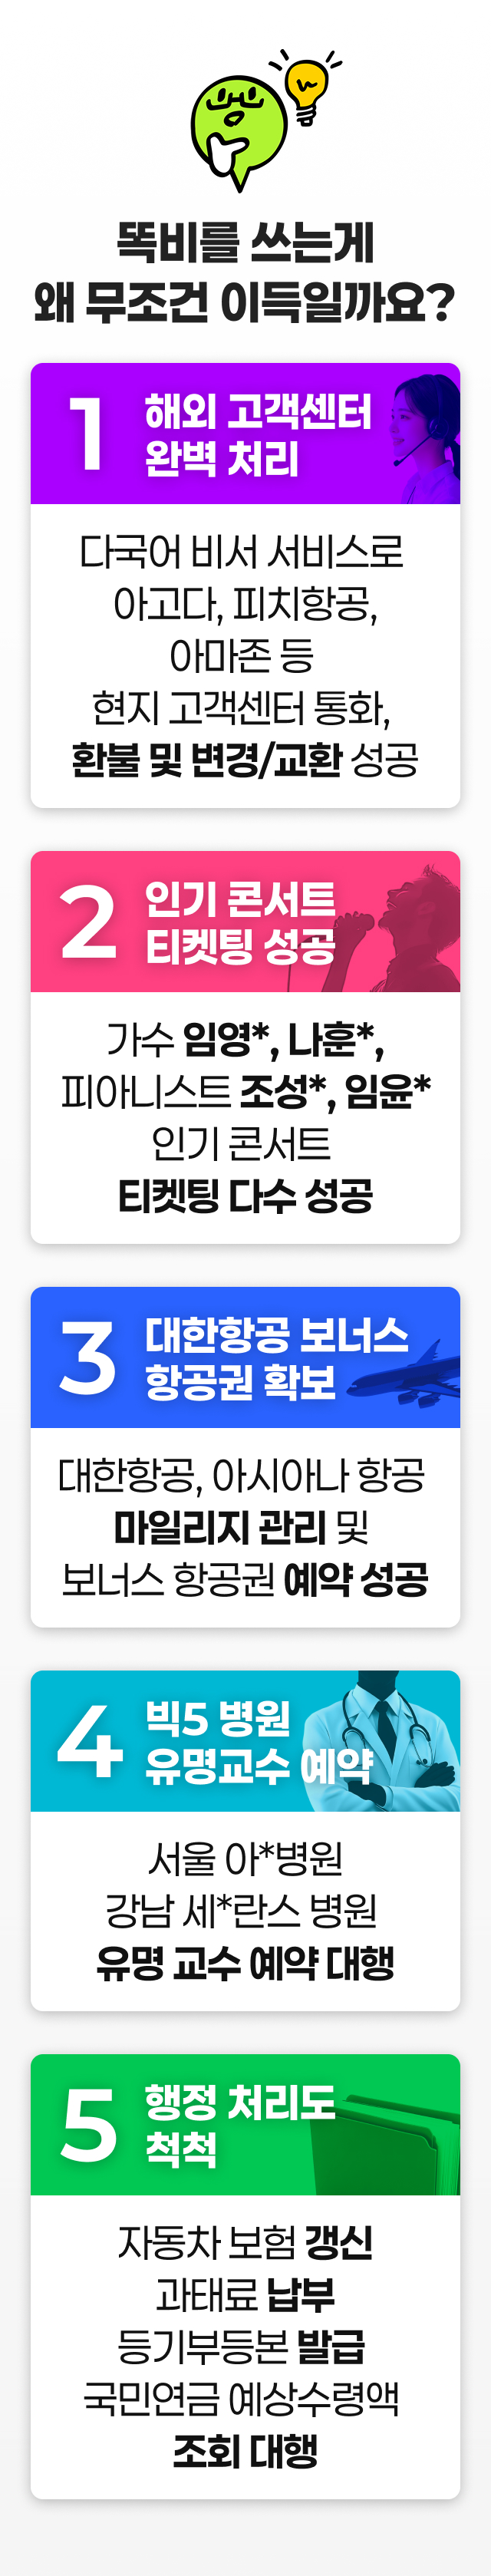 똑비를 쓰는게
왜 무조건 이득일까요?
1
해외 고객센터
완벽 처리
다국어 비서 서비스로
아고다, 피치항공,
아마존 등
현지 고객센터 통화,
환불 및 변경/교환 성공
2
인기 콘서트
티켓팅 성공
가수 임영*, 나훈*,
피아니스트 조성*, 임윤*
인기 콘서트
티켓팅 다수 성공
3
대한항공 보너스
항공권 확보
대한항공, 아시아나 항공
마일리지 관리 및
보너스 항공권 예약 성공
4
빅5 병원
유명교수 예약
서울 아*병원
강남 세*란스 병원
유명 교수 예약 대행
5
행정 처리도
척척
자동차 보험 갱신
과태료 납부
등기부등본 발급
국민연금 예상수령액
조회 대행